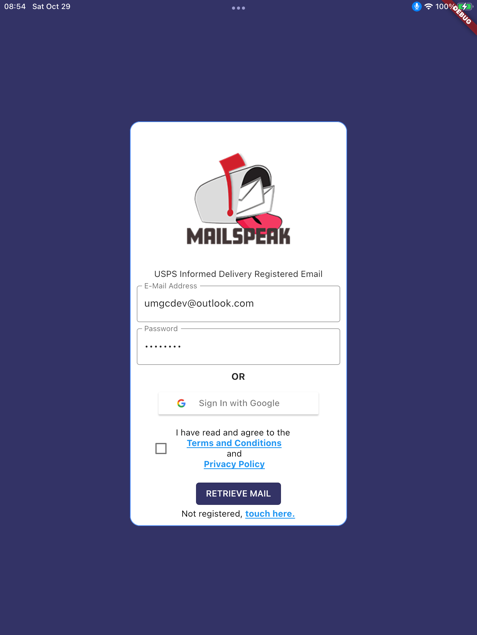 08:54 Sat Oct 29
100%
DEBUG
MAILSPEAK
USPS Informed Delivery Registered Email
E-Mail Address
umgcdev@outlook.com
Password
••••••••
OR
Sign In with Google
I have read and agree to the
Terms and Conditions
and
Privacy Policy
RETRIEVE MAIL
Not registered, touch here.